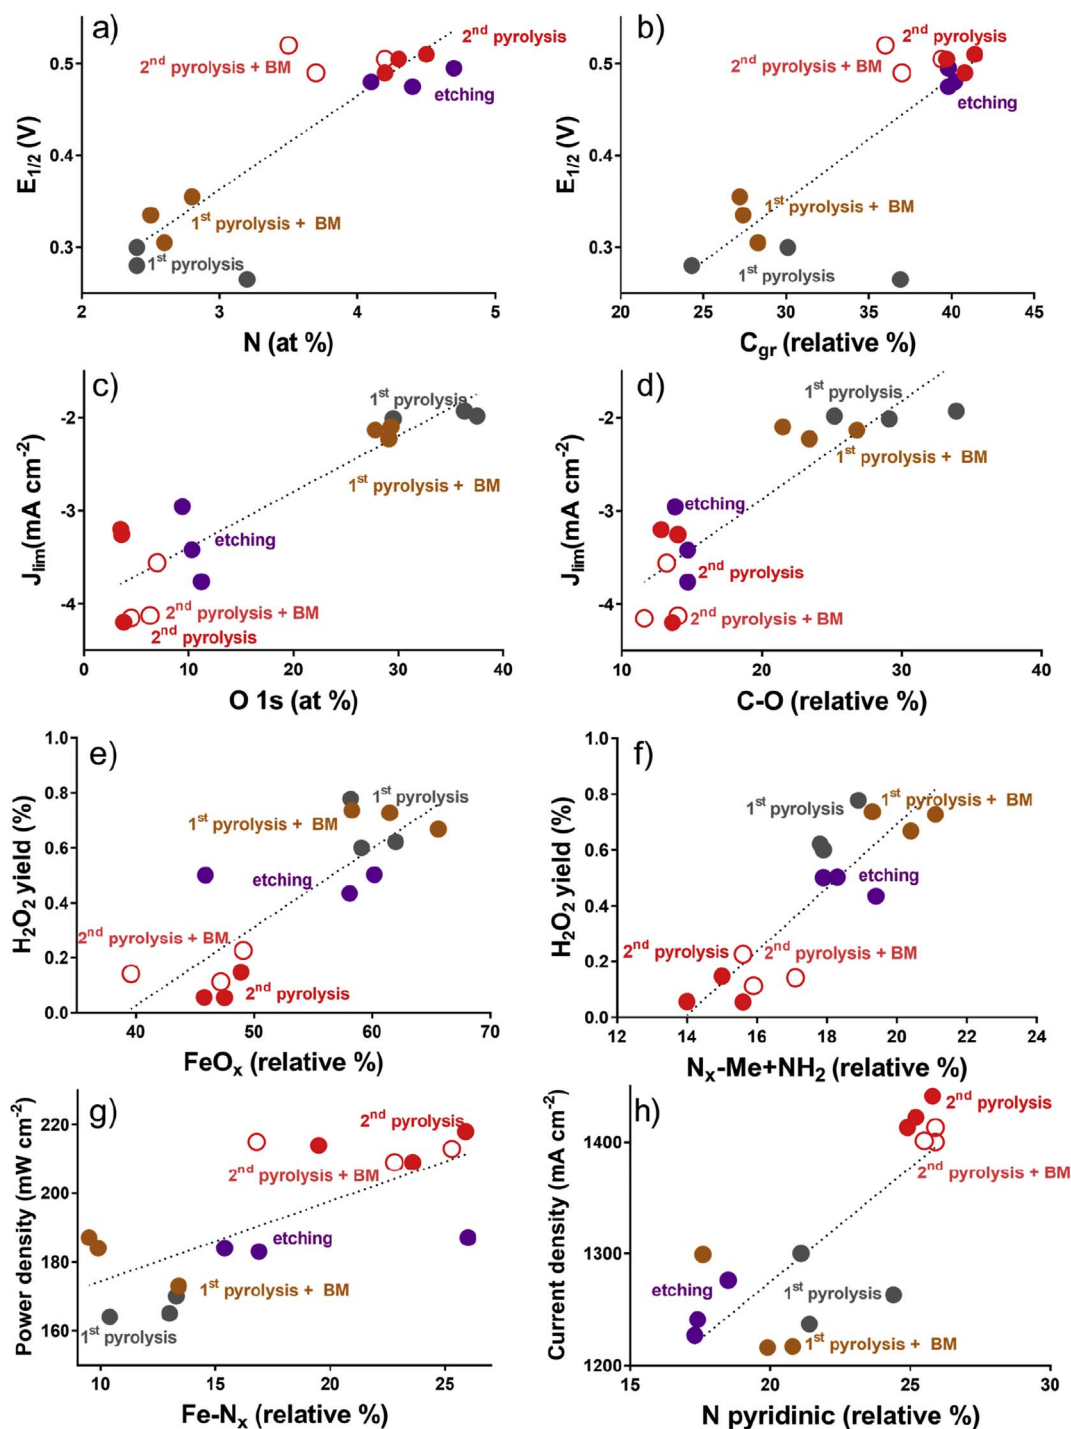 a)
2nd pyrolysis
2nd pyrolysis + BM
etching
1st pyrolysis + BM
1st pyrolysis
0.5
0.4
0.3
E1/2 (V)
2 3 4 5
N (at %)
b)
2nd pyrolysis
2nd pyrolysis + BM
etching
1st pyrolysis + BM
1st pyrolysis
0.5
0.4
0.3
E1/2 (V)
20 25 30 35 40 45
Cgr (relative %)
c)
1st pyrolysis
1st pyrolysis + BM
etching
2nd pyrolysis + BM
2nd pyrolysis
-2
-3
-4
Jlim(mA cm-2)
0 10 20 30 40
O 1s (at %)
d)
1st pyrolysis
1st pyrolysis + BM
etching
2nd pyrolysis
2nd pyrolysis + BM
-2
-3
-4
Jlim(mA cm-2)
10 20 30 40
C-O (relative %)
e)
1st pyrolysis
1st pyrolysis + BM
etching
2nd pyrolysis + BM
2nd pyrolysis
1.0
0.8
0.6
0.4
0.2
0.0
H2O2 yield (%)
40 50 60 70
FeOx (relative %)
f)
1st pyrolysis + BM
1st pyrolysis
etching
2nd pyrolysis
2nd pyrolysis + BM
1.0
0.8
0.6
0.4
0.2
0.0
H2O2 yield (%)
12 14 16 18 20 22 24
Nx-Me+NH2 (relative %)
g)
2nd pyrolysis
2nd pyrolysis + BM
etching
1st pyrolysis + BM
1st pyrolysis
220
200
180
160
Power density (mW cm-2)
10 15 20 25
Fe-Nx (relative %)
h)
2nd pyrolysis
2nd pyrolysis + BM
etching
1st pyrolysis
1st pyrolysis + BM
1400
1300
1200
Current density (mA cm-2)
15 20 25 30
N pyridinic (relative %)